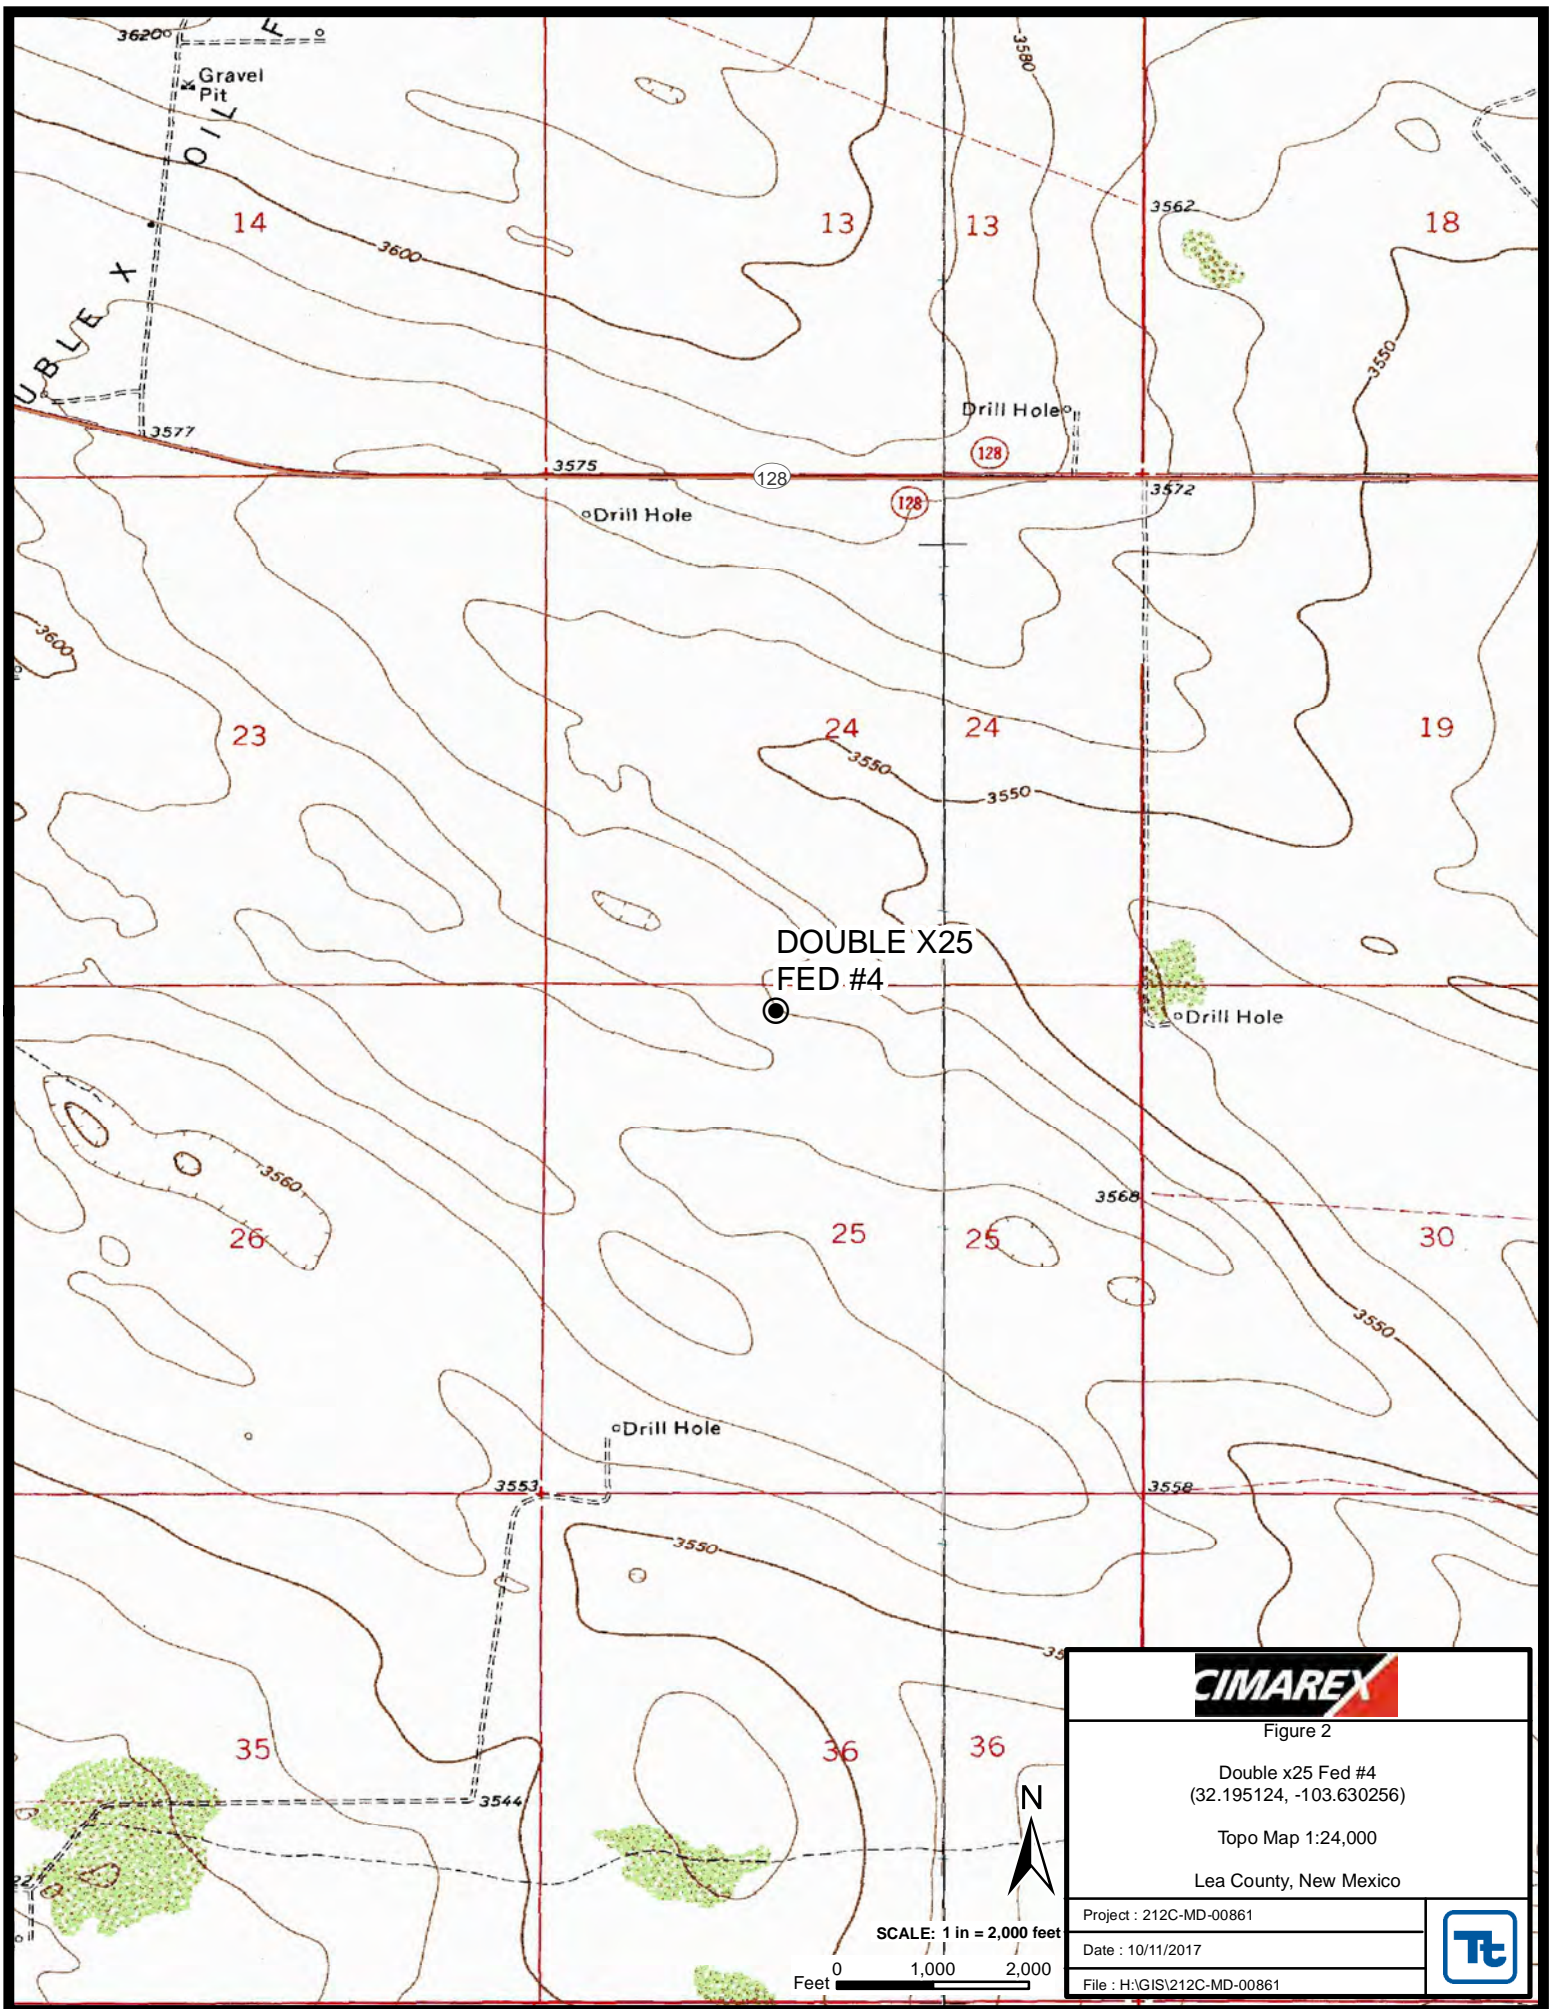 3620
F
Gravel
Pit
3580
OIL
14
13
13
3562
18
3600
X
UBLE
3550
3577
Drill Hole
128
3575
128
3572
128
Drill Hole
3600
23
24
24
19
3550
3550
DOUBLE X25
FED #4
Drill Hole
3560
3568
26
25
25
30
3550
Drill Hole
3553
3558
3550
35
35
36
36
3544
22
N
CIMAREX
Figure 2
Double x25 Fed #4
(32.195124, -103.630256)
Topo Map 1:24,000
Lea County, New Mexico
Project : 212C-MD-00861
Date : 10/11/2017
File : H:\GIS\212C-MD-00861
Tt
SCALE: 1 in = 2,000 feet
0 1,000 2,000
Feet